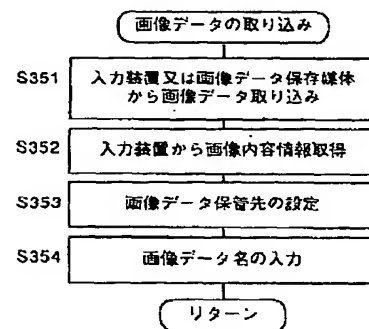 画像データの取り込み
S351
入力装置又は画像データ保存媒体
から画像データ取り込み
S352
入力装置から画像内容情報取得
S353
画像データ保管先の設定
S354
画像データ名の入力
リターン